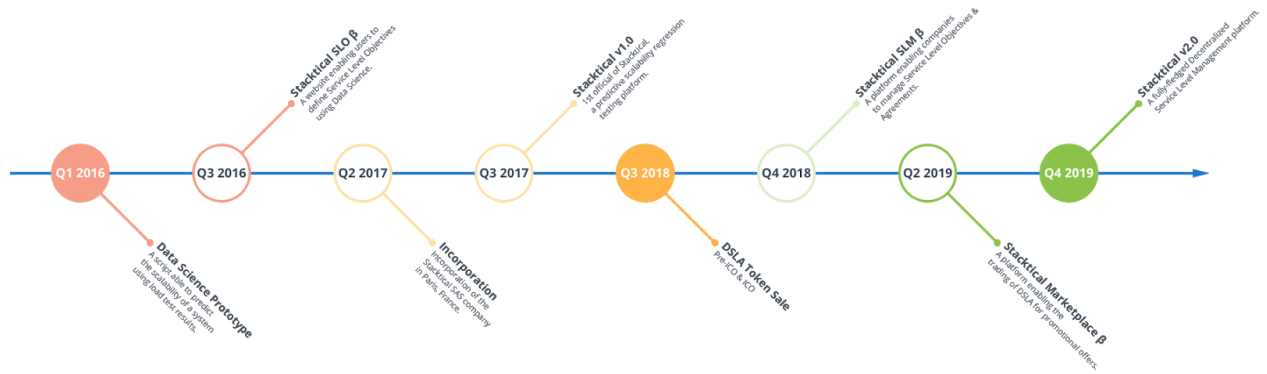 Q1 2016
Data Science Prototype
A script able to predict
the scalability of a system
using load test results.
Q3 2016
Stacktical SLO β
A website enabling users to
define Service Level Objectives
using Data Science.
Q2 2017
Incorporation
Incorporation of the
Stacktical SAS company
in Paris, France.
Q3 2017
Stacktical v1.0
1st official of Stacktical,
a predictive scalability regression
testing platform.
Q3 2018
DSLA Token Sale
Pre-ICO & ICO
Q4 2018
Stacktical SLM β
A platform enabling companies
to manage Service Level Objectives &
Agreements.
Q2 2019
Stacktical Marketplace β
A platform enabling the
trading of DSLA for promotional offers.
Q4 2019
Stacktical v2.0
A fully-fledged Decentralized
Service Level Management platform.